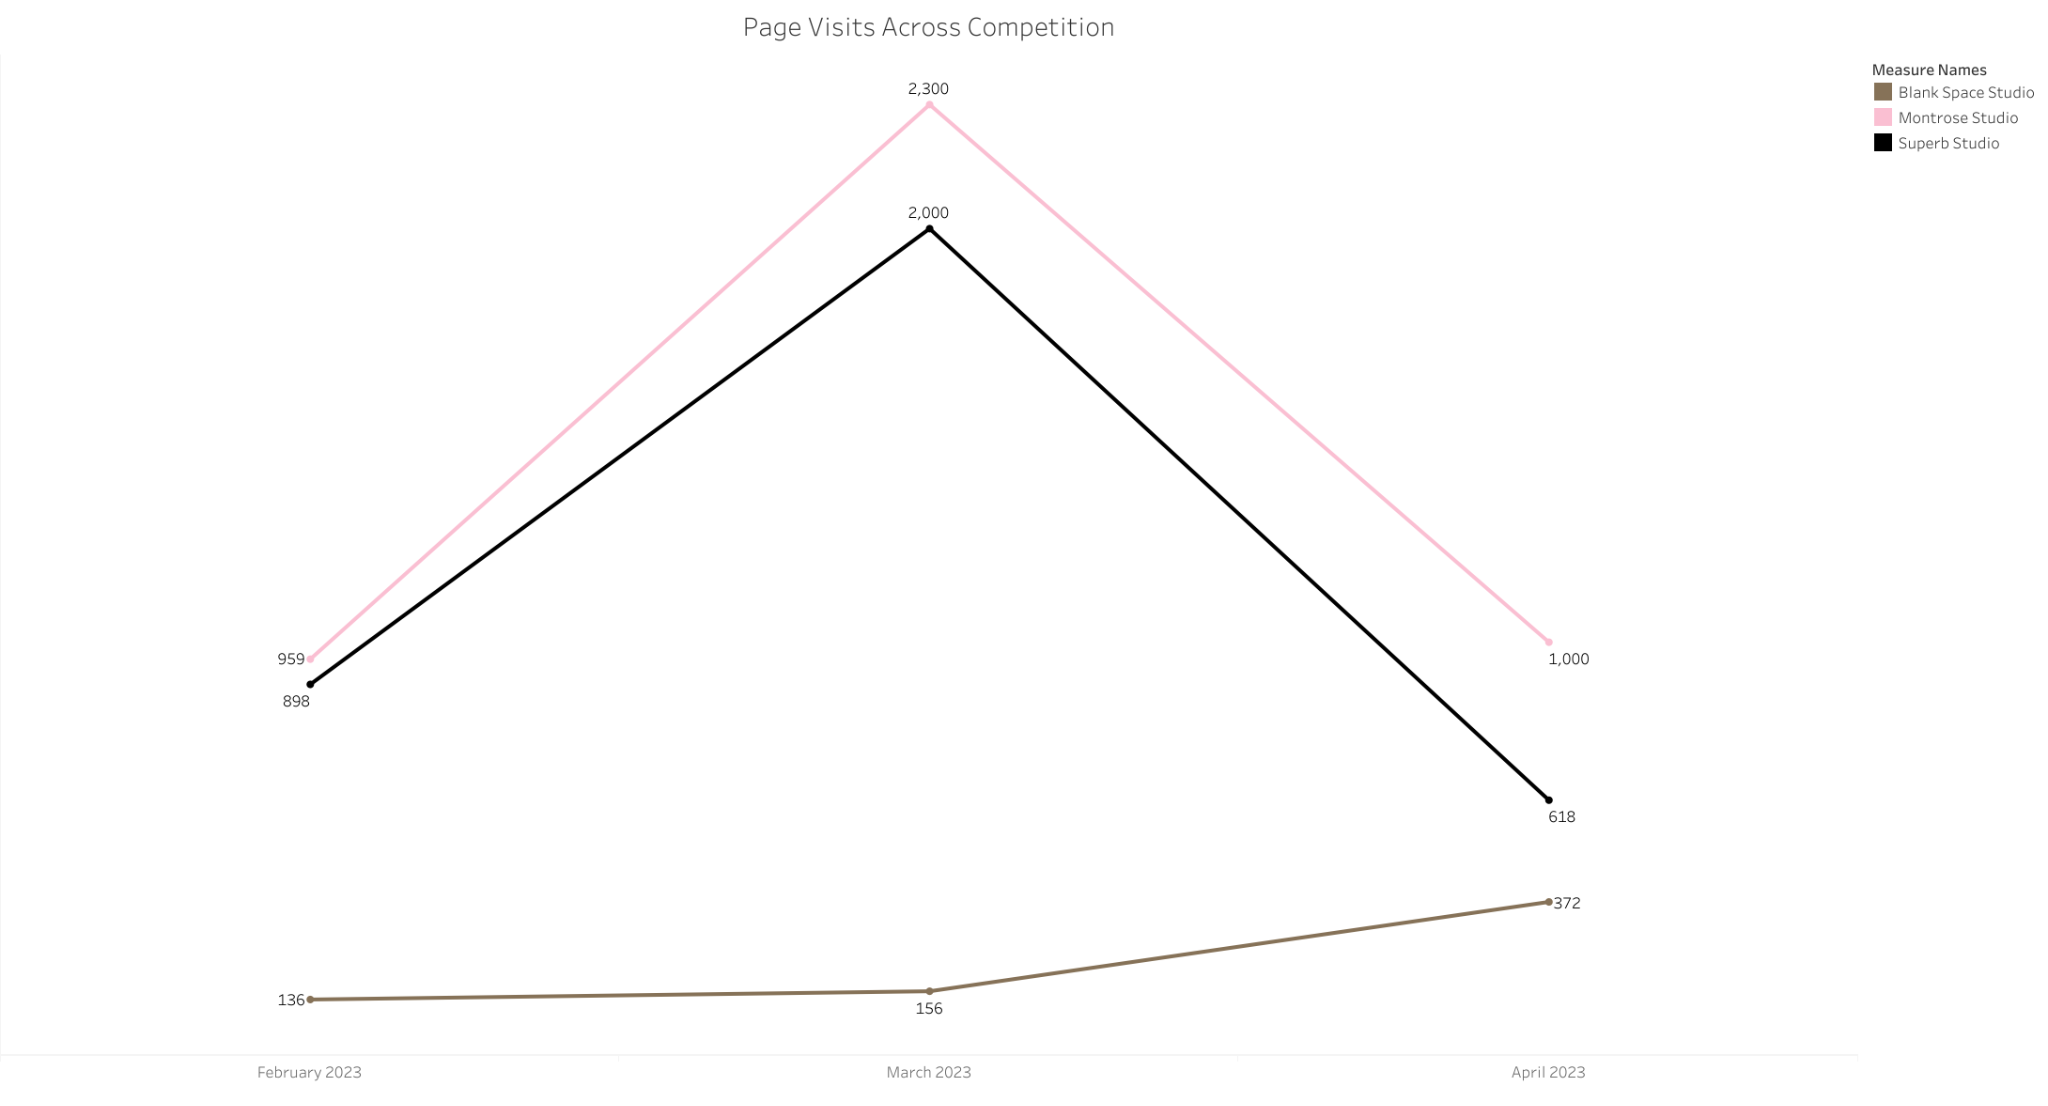 Page Visits Across Competition
Measure Names
Blank Space Studio
Montrose Studio
Superb Studio
2,300
2,000
959
898
1,000
618
372
136
156
February 2023
March 2023
April 2023